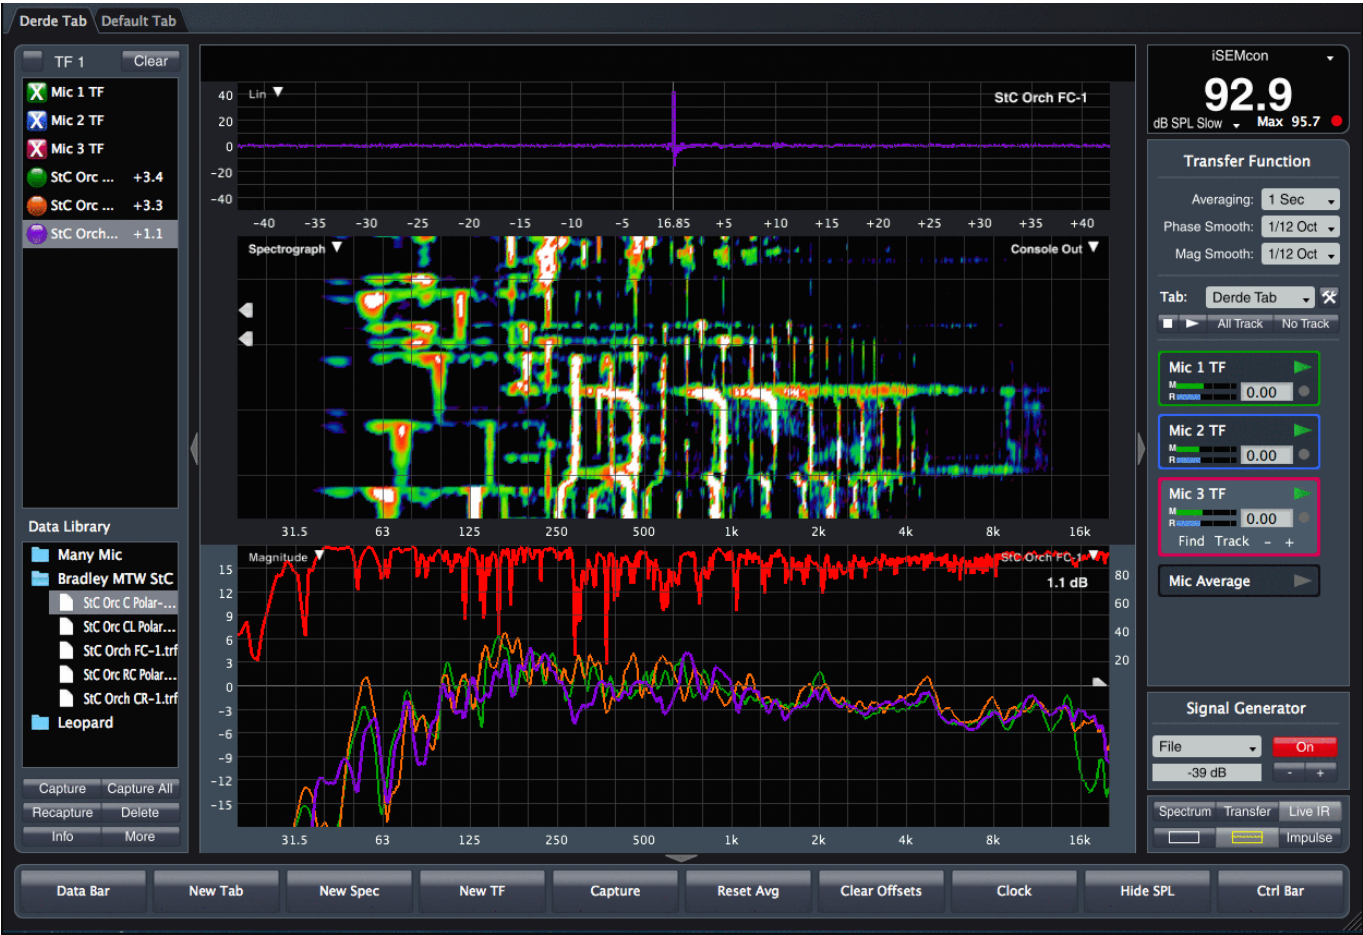 Derde Tab Default Tab
TF 1 Clear
Mic 1 TF
Mic 2 TF
Mic 3 TF
StC Orc ... +3.4
StC Orc ... +3.3
StC Orch... +1.1
Data Library
Many Mic
Bradley MTW StC
StC Orc C Polar-...
StC Orc CL Polar...
StC Orch FC-1.trf
StC Orc RC Polar...
StC Orch CR-1.trf
Leopard
Capture Capture All
Recapture Delete
Info More
Lin StC Orch FC-1
40
20
0
-20
-40
-40 -35 -30 -25 -20 -15 -10 -5 16.85 +5 +10 +15 +20 +25 +30 +35 +40
Spectrograph Console Out
31.5 63 125 250 500 1k 2k 4k 8k 16k
Magnitude StC Orch FC-1
1.1 dB
15
12
9
6
3
0
-3
-6
-9
-12
-15
80
60
40
20
31.5 63 125 250 500 1k 2k 4k 8k 16k
iSEMcon
92.9
dB SPL Slow Max 95.7
Transfer Function
Averaging: 1 Sec
Phase Smooth: 1/12 Oct
Mag Smooth: 1/12 Oct
Tab: Derde Tab
All Track No Track
Mic 1 TF
M
R 0.00
Mic 2 TF
M
R 0.00
Mic 3 TF
M
R 0.00
Find Track - +
Mic Average
Signal Generator
File On
-39 dB - +
Spectrum Transfer Live IR
Impulse
Data Bar New Tab New Spec New TF Capture Reset Avg Clear Offsets Clock Hide SPL Ctrl Bar